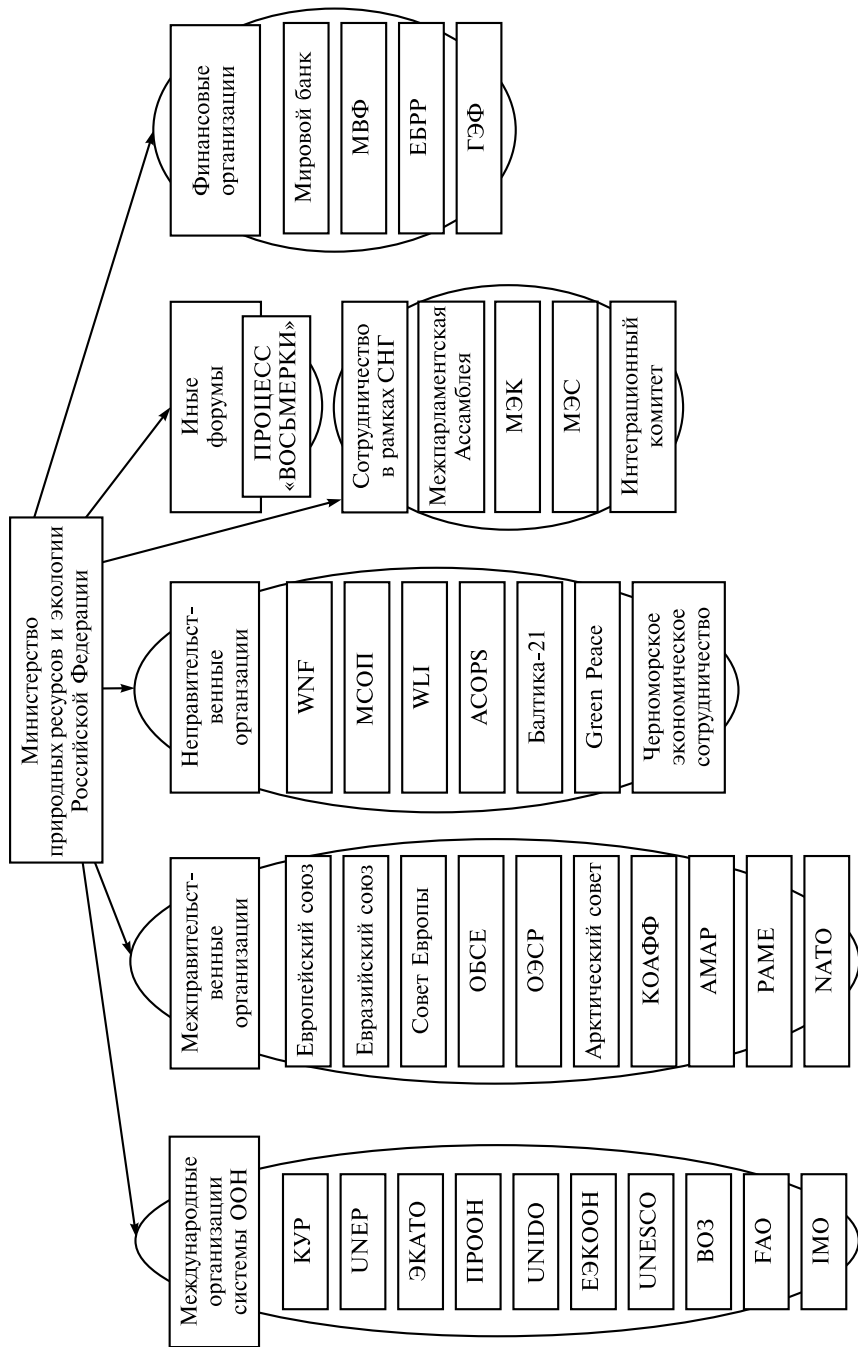 Министерство
природных ресурсов и экологии
Российской Федерации
Международные
организации
системы ООН
КУР
UNEP
ЭКАТО
ПРООН
UNIDO
ЕЭКООН
UNESCO
ВОЗ
FAO
IMO
Межправительст-
венные
организации
Европейский союз
Евразийский союз
Совет Европы
ОБСЕ
ОЭСР
Арктический совет
КОАФФ
АМАР
РАМЕ
NATO
Неправительст-
венные
органзации
WNF
МСОП
WLI
ACOPS
Балтика-21
Green Peace
Черноморское
экономическое
сотрудничество
Иные
форумы
ПРОЦЕСС
«ВОСЬМЕРКИ»
Сотрудничество
в рамках СНГ
Межпарламентская
Ассамблея
МЭК
МЭС
Интеграционный
комитет
Финансовые
организации
Мировой банк
МВФ
ЕБРР
ГЭФ